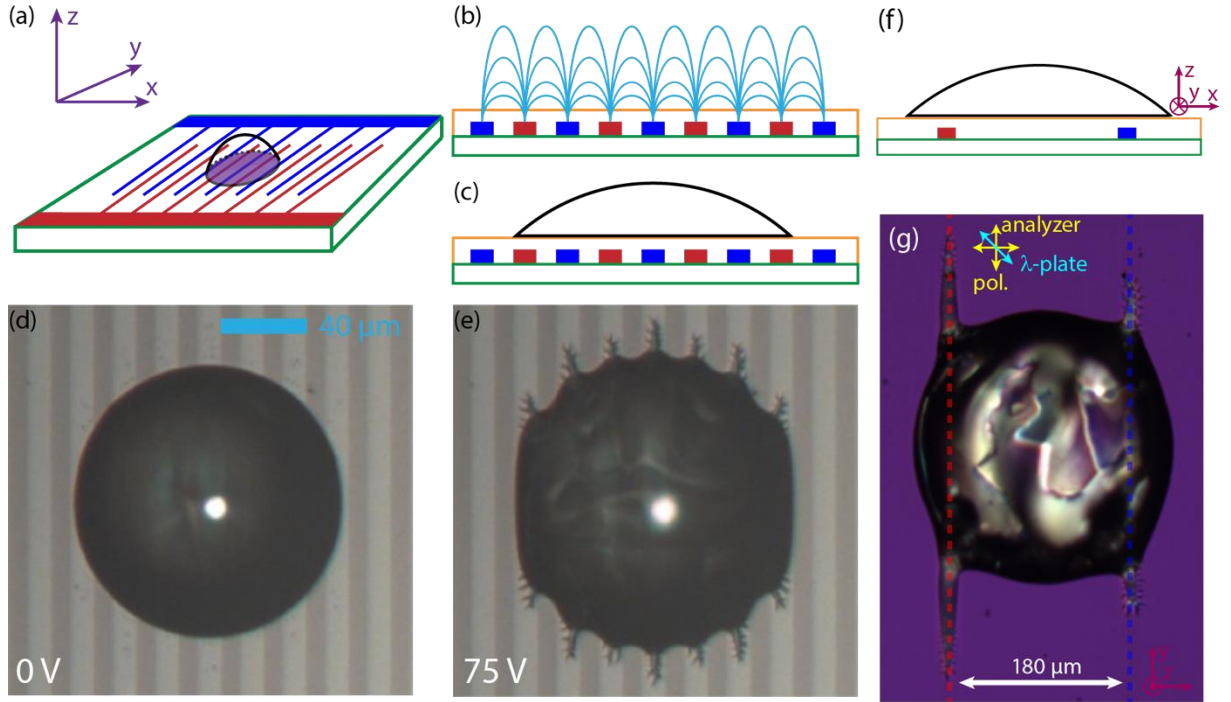 (a)
z
y
x
(b)
(c)
(d)
40 µm
0 V
(e)
75 V
(f)
z
y
x
(g)
analyzer
λ-plate
pol.
180 µm